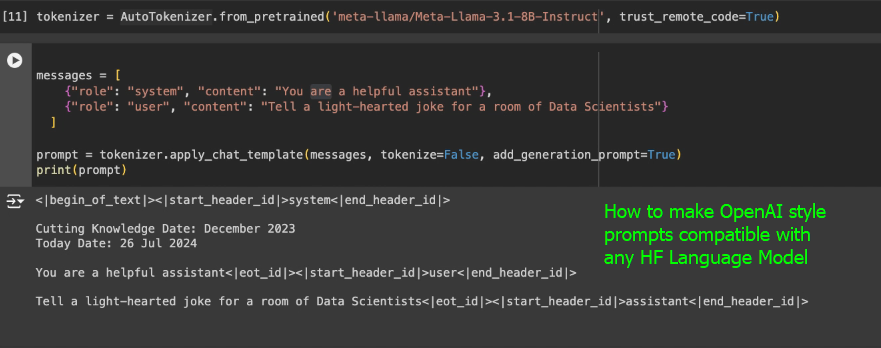 [11] tokenizer = AutoTokenizer.from_pretrained('meta-llama/Meta-Llama-3.1-8B-Instruct', trust_remote_code=True)
messages = [
{"role": "system", "content": "You are a helpful assistant"},
{"role": "user", "content": "Tell a light-hearted joke for a room of Data Scientists"}
]
prompt = tokenizer.apply_chat_template(messages, tokenize=False, add_generation_prompt=True)
print(prompt)
<|begin_of_text|><|start_header_id|>system<|end_header_id|>
Cutting Knowledge Date: December 2023
Today Date: 26 Jul 2024
You are a helpful assistant<|eot_id|><|start_header_id|>user<|end_header_id|>
Tell a light-hearted joke for a room of Data Scientists<|eot_id|><|start_header_id|>assistant<|end_header_id|>
How to make OpenAI style
prompts compatible with
any HF Language Model